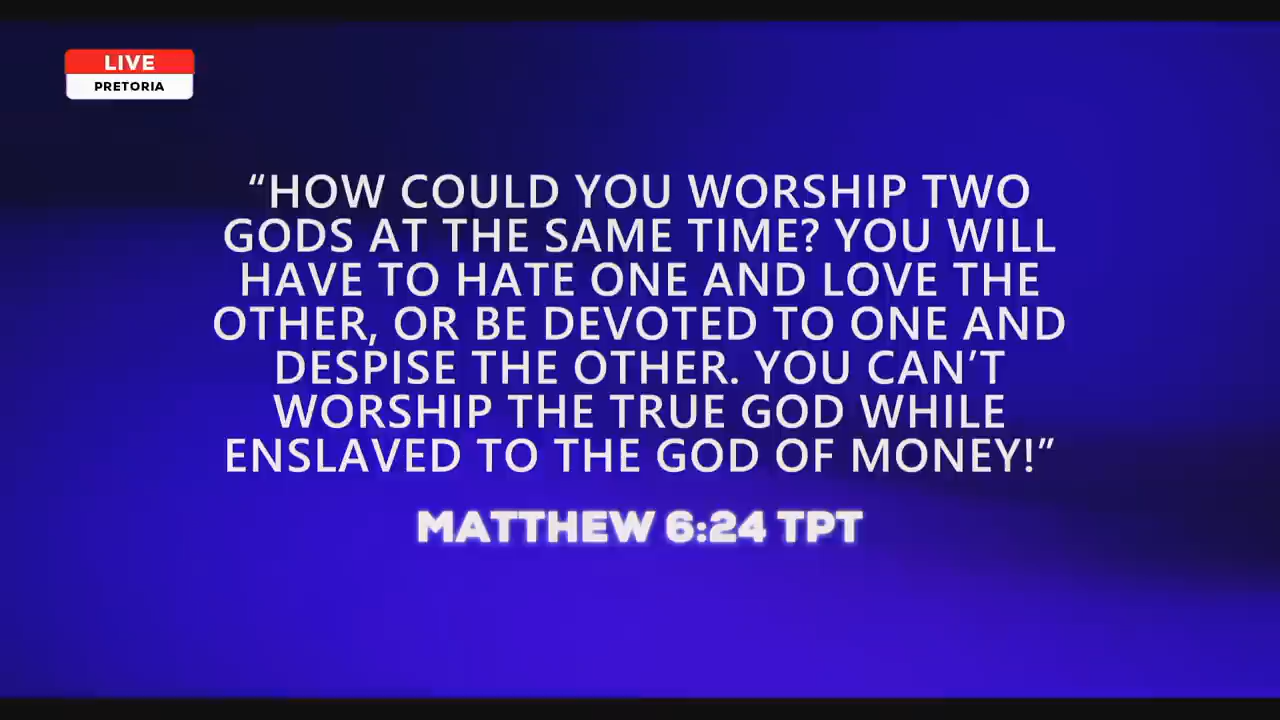 LIVE
PRETORIA
“HOW COULD YOU WORSHIP TWO
GODS AT THE SAME TIME? YOU WILL
HAVE TO HATE ONE AND LOVE THE
OTHER, OR BE DEVOTED TO ONE AND
DESPISE THE OTHER. YOU CAN’T
WORSHIP THE TRUE GOD WHILE
ENSLAVED TO THE GOD OF MONEY!”
MATTHEW 6:24 TPT